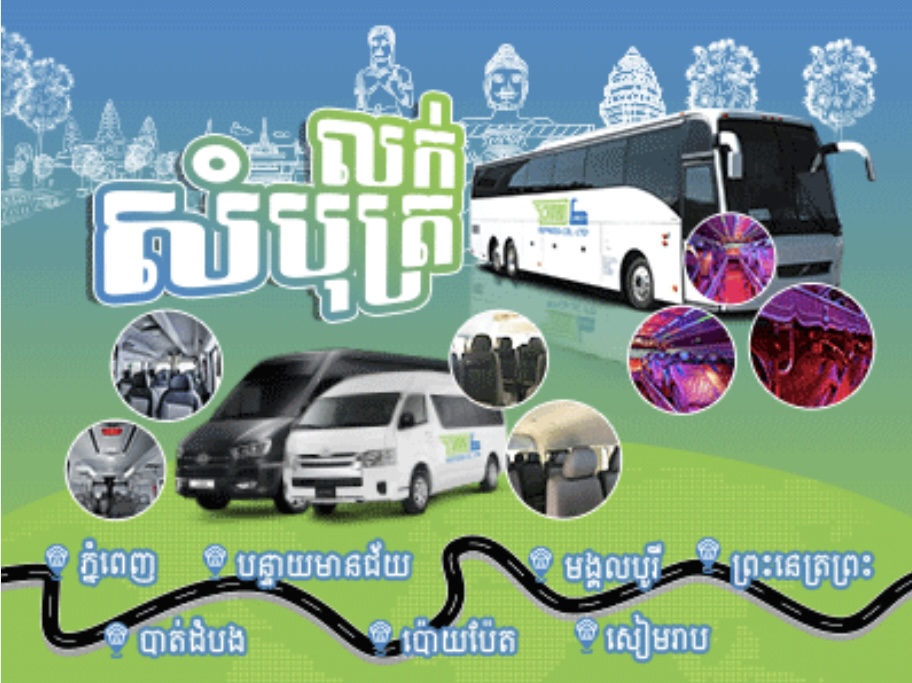 លក់
សំបុត្រ
ភ្នំពេញ
បន្ទាយមានជ័យ
មង្គលបូរី
ព្រះនេត្រព្រះ
បាត់ដំបង
ប៉ោយប៉ែត
សៀមរាប